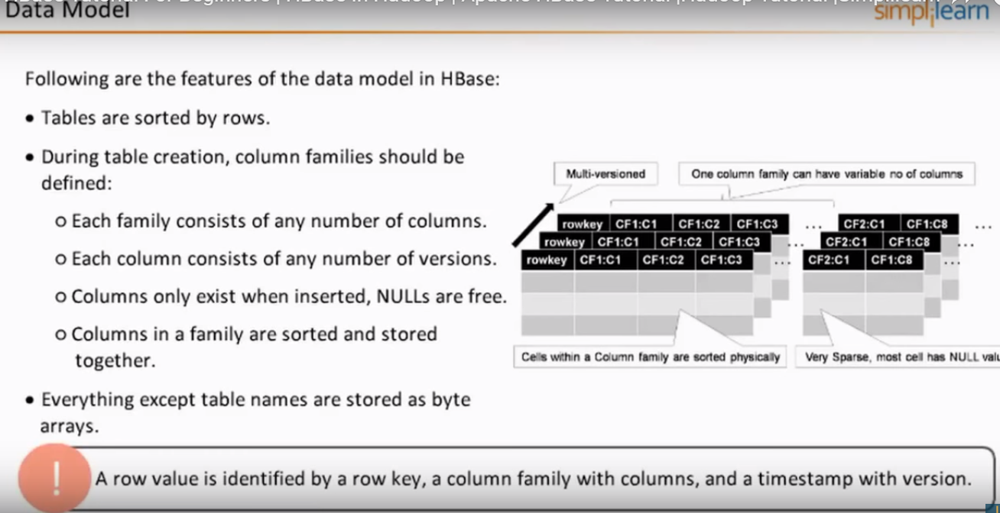 HBase Tutorial For Beginners | HBase In Hadoop | Apache HBase Tutorial |Hadoop Tutorial |Simplilearn
Data Model
simplilearn
Following are the features of the data model in HBase:
• Tables are sorted by rows.
• During table creation, column families should be
defined:
o Each family consists of any number of columns.
o Each column consists of any number of versions.
o Columns only exist when inserted, NULLs are free.
o Columns in a family are sorted and stored
together.
• Everything except table names are stored as byte
arrays.
Multi-versioned
One column family can have variable no of columns
rowkey CF1:C1 CF1:C2 CF1:C3 ... CF2:C1 CF1:C8 ...
rowkey CF1:C1 CF1:C2 CF1:C3 ... CF2:C1 CF1:C8 ...
rowkey CF1:C1 CF1:C2 CF1:C3 ... CF2:C1 CF1:C8 ...
Cells within a Column family are sorted physically
Very Sparse, most cell has NULL valu
! A row value is identified by a row key, a column family with columns, and a timestamp with version.